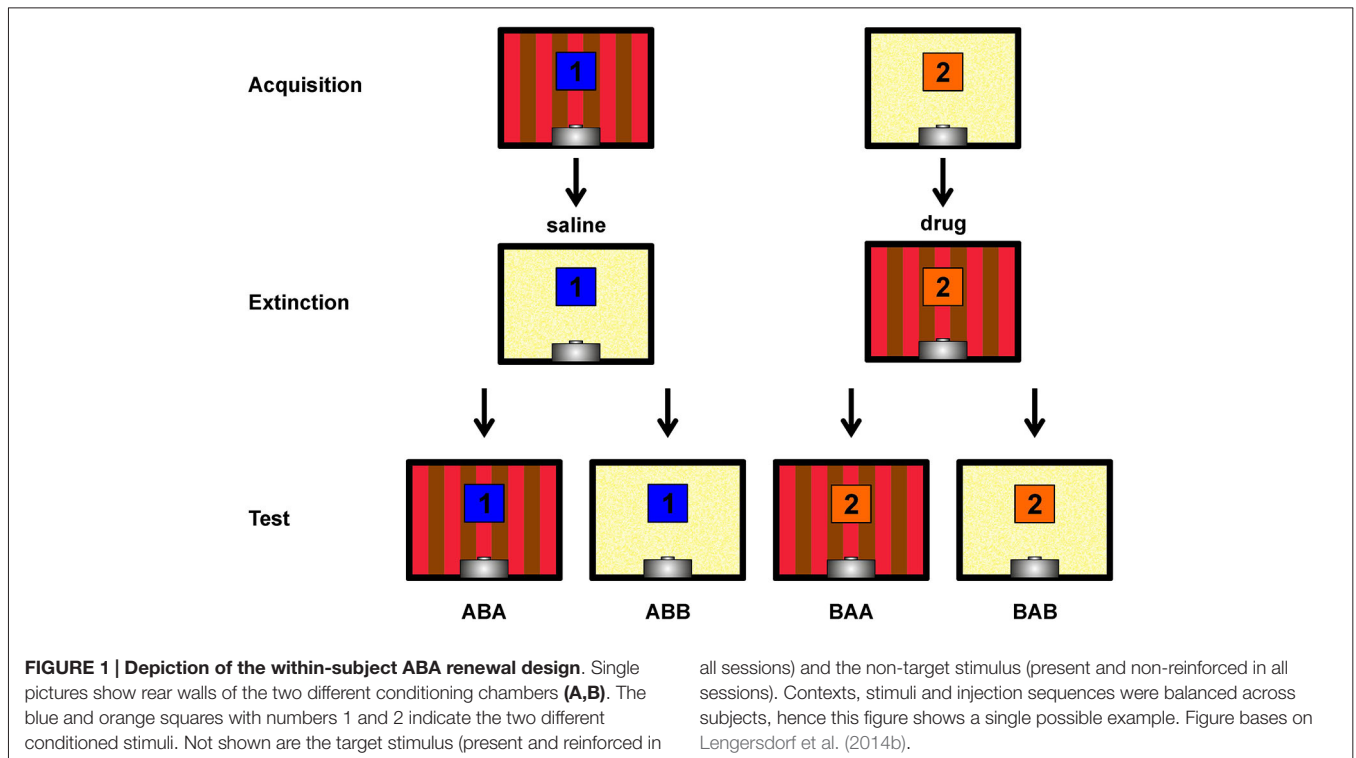 1
2
Acquisition
saline
drug
1
2
Extinction
1
1
2
2
Test
ABA
ABB
BAA
BAB
FIGURE 1 | Depiction of the within-subject ABA renewal design. Single
pictures show rear walls of the two different conditioning chambers (A,B). The
blue and orange squares with numbers 1 and 2 indicate the two different
conditioned stimuli. Not shown are the target stimulus (present and reinforced in
all sessions) and the non-target stimulus (present and non-reinforced in all
sessions). Contexts, stimuli and injection sequences were balanced across
subjects, hence this figure shows a single possible example. Figure bases on
Lengersdorf et al. (2014b).